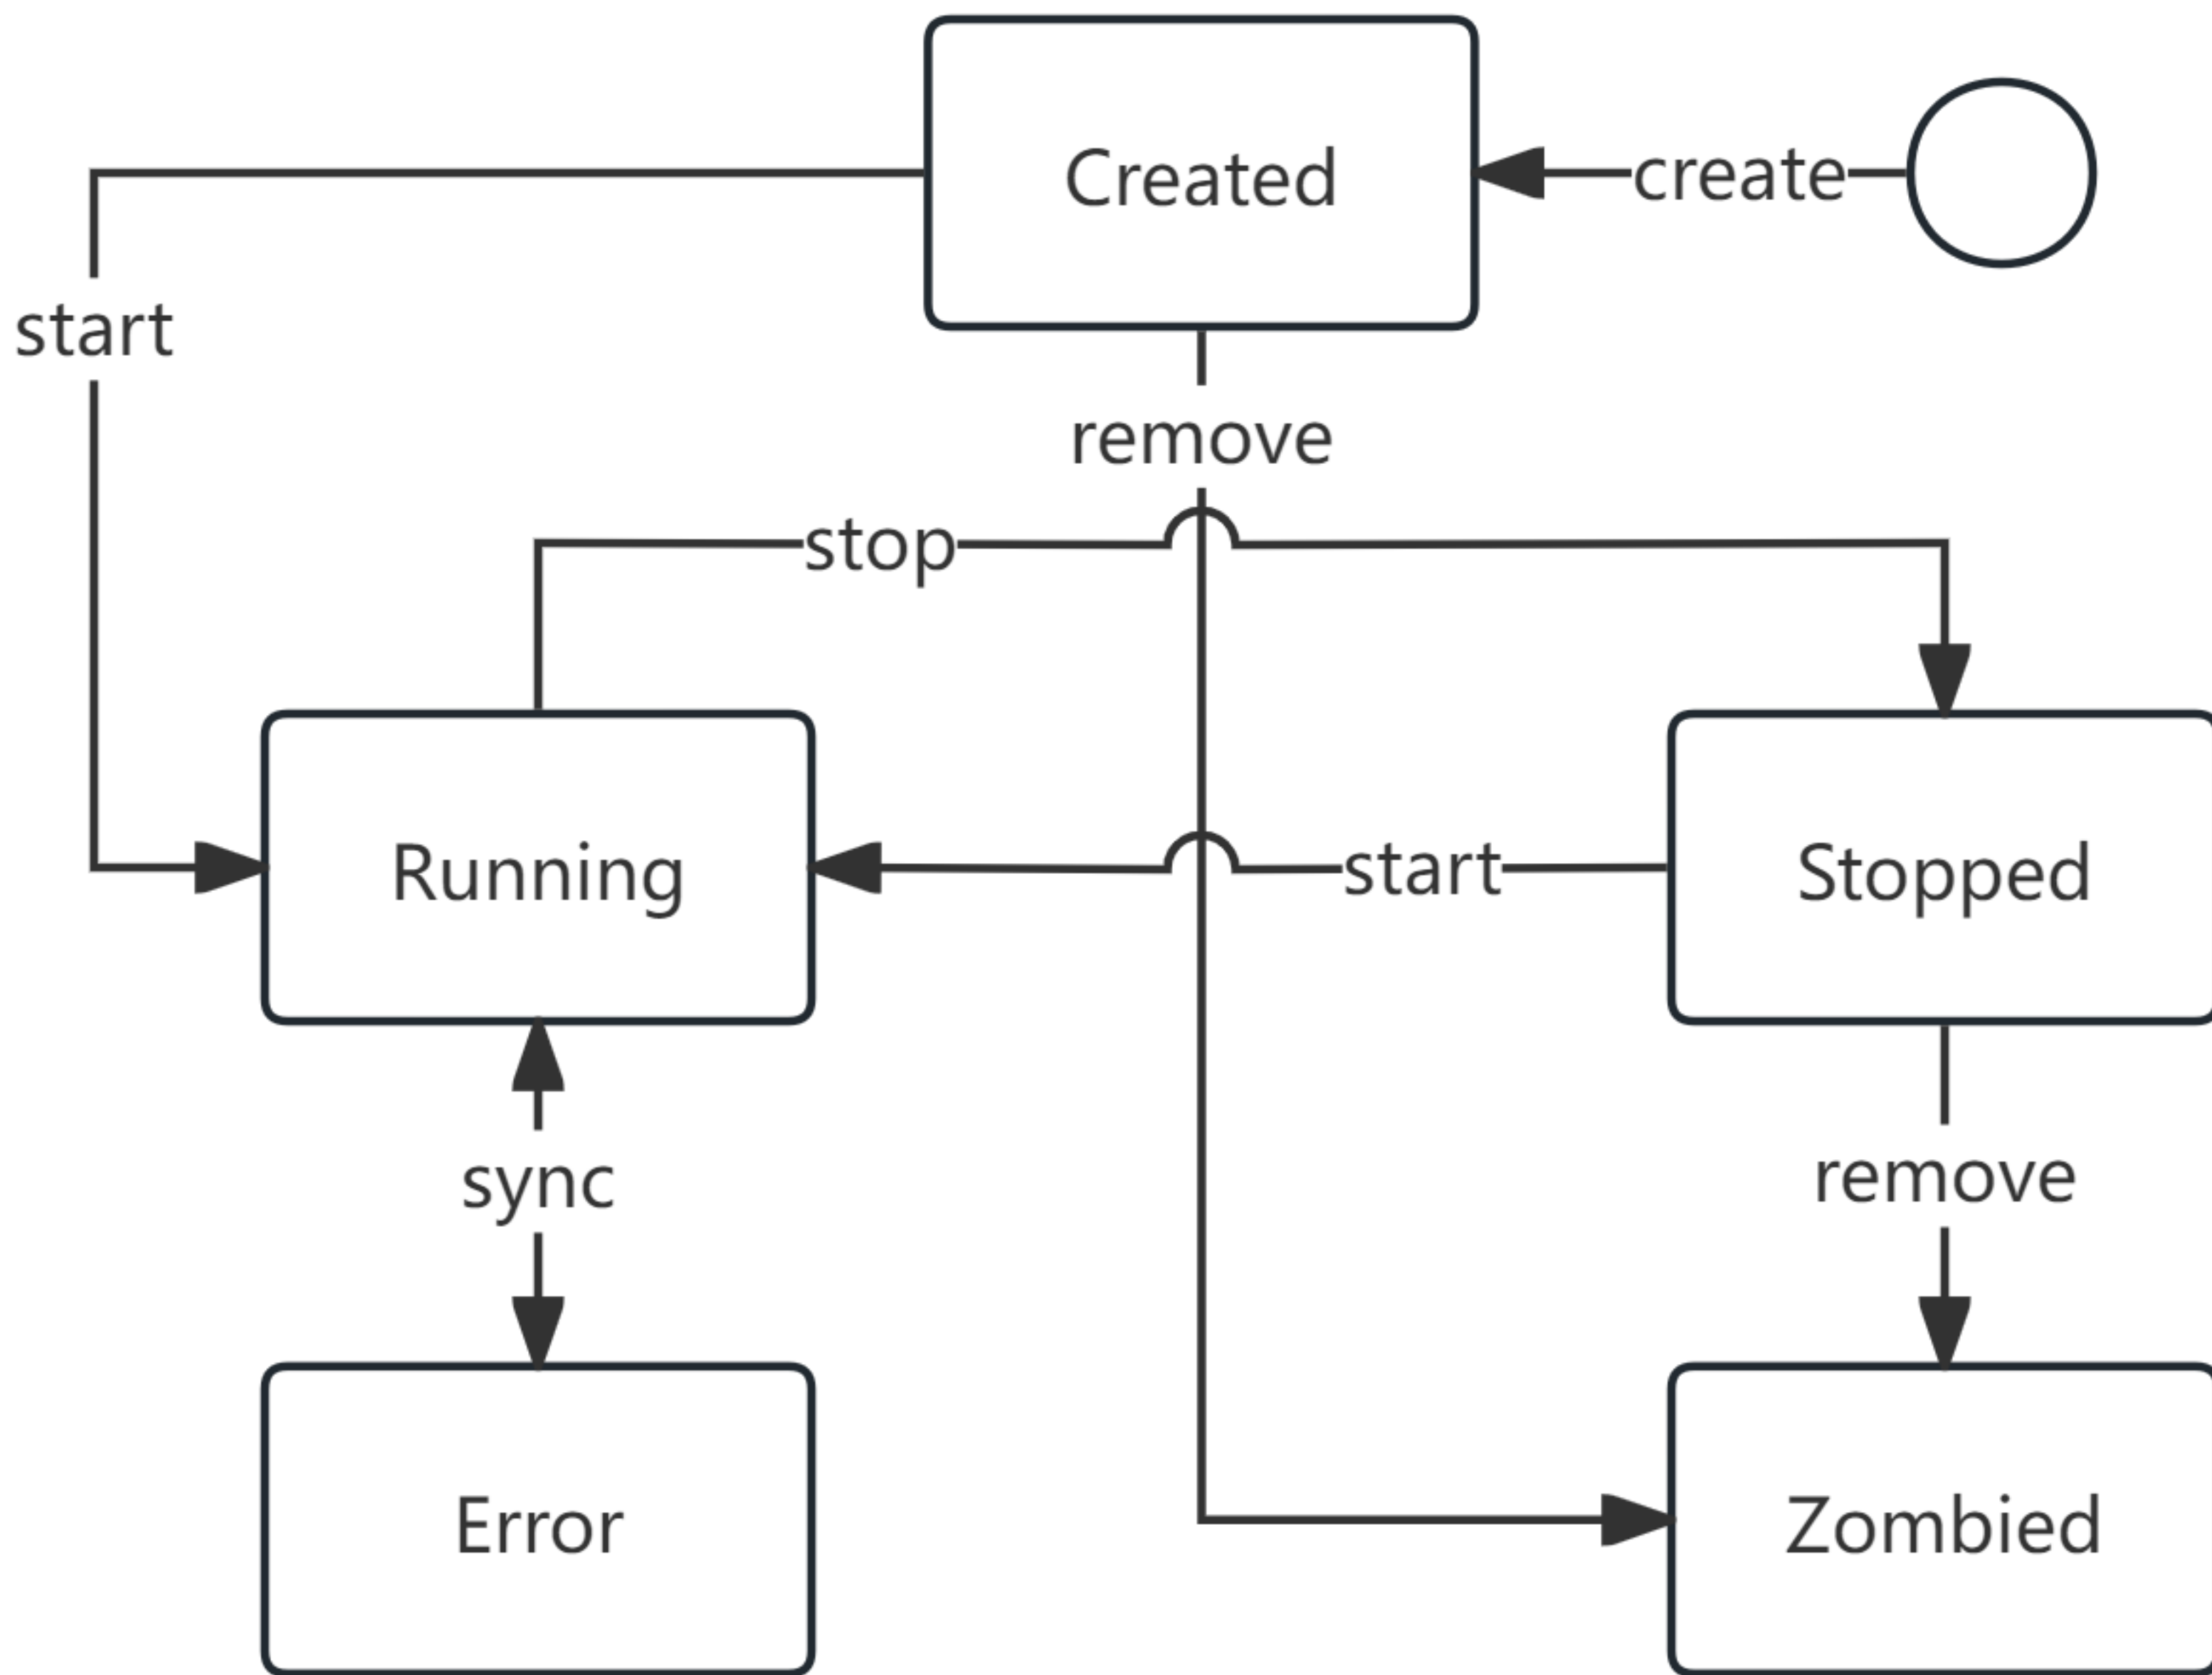 Created
create
start
remove
stop
Running
start
Stopped
sync
remove
Error
Zombied